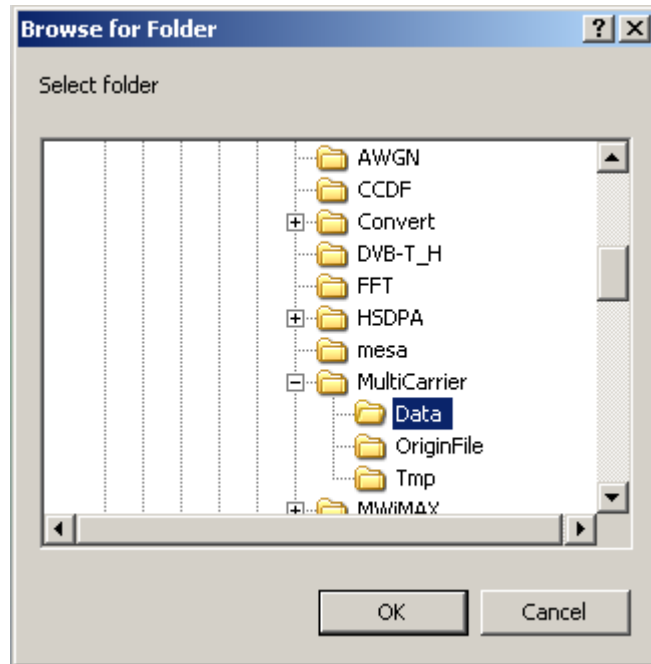 Browse for Folder
Select folder
AWGN
CCDF
Convert
DVB-T_H
FFT
HSDPA
mesa
MultiCarrier
Data
OriginFile
Tmp
MWiMAX
OK Cancel